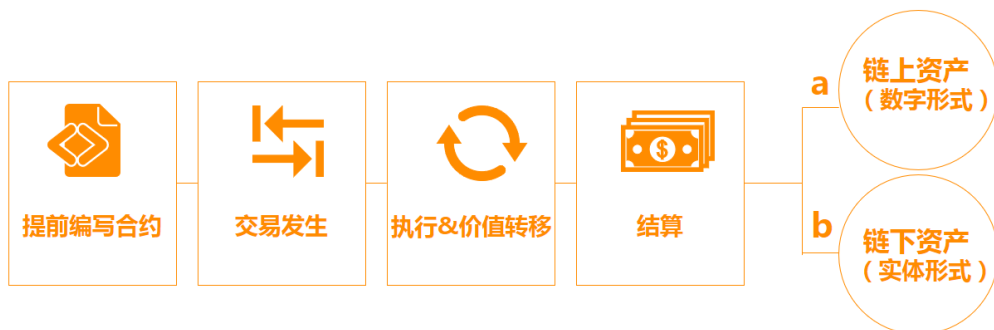 提前编写合约
交易发生
执行&价值转移
$
结算
a
链上资产
（数字形式）
b
链下资产
（实体形式）